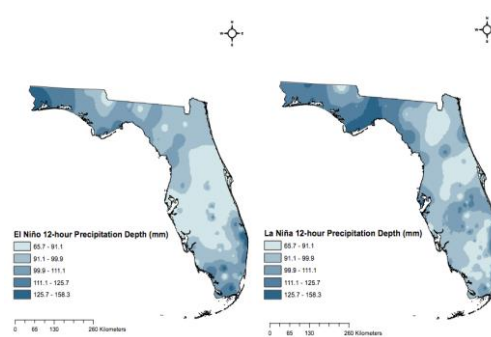 N
W E
S
El Niño 12-hour Precipitation Depth (mm)
65.7 - 91.1
91.1 - 99.9
99.9 - 111.1
111.1 - 125.7
125.7 - 158.3
0 65 130 260 Kilometers
N
W E
S
La Niña 12-hour Precipitation Depth (mm)
65.7 - 91.1
91.1 - 99.9
99.9 - 111.1
111.1 - 125.7
125.7 - 158.3
0 65 130 260 Kilometers